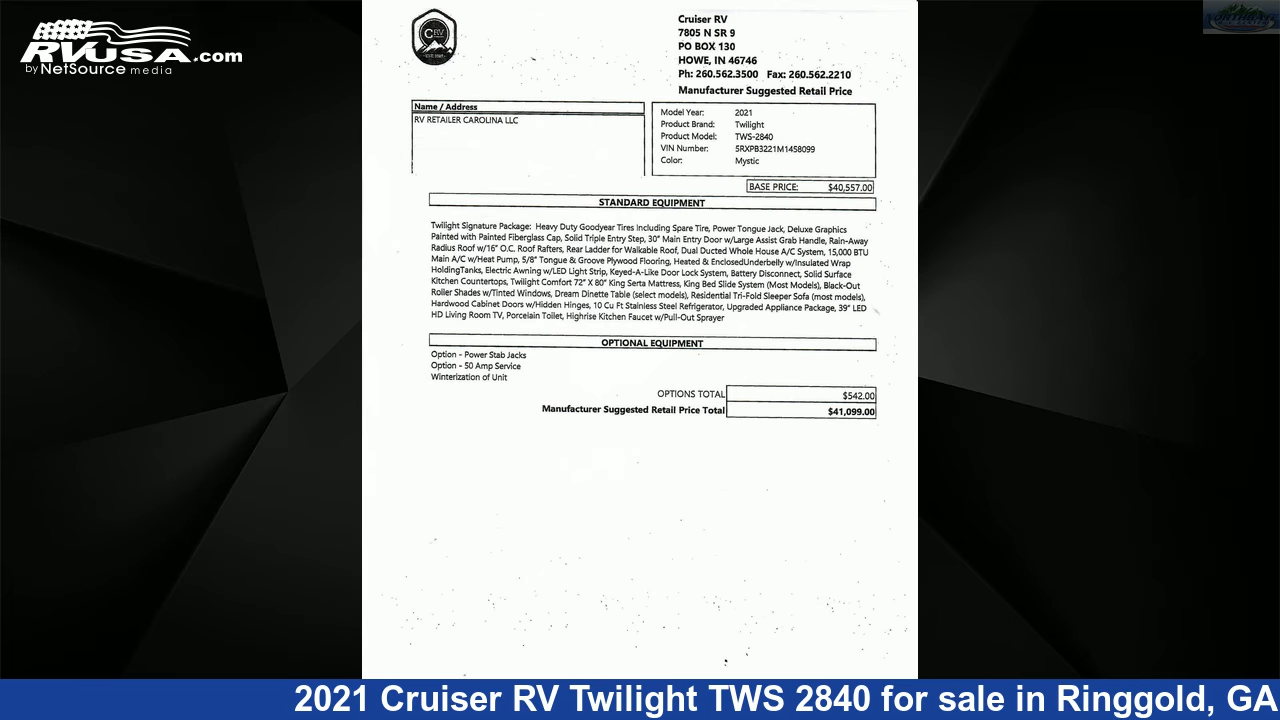 RVUSA.com
by NetSource media
CRV
Cruiser RV
7805 N SR 9
PO BOX 130
HOWE, IN 46746
Ph: 260.562.3500 Fax: 260.562.2210
Manufacturer Suggested Retail Price
Name / Address
RV RETAILER CAROLINA LLC
Model Year: 2021
Product Brand: Twilight
Product Model: TWS-2840
VIN Number: 5RXPB3221M1458099
Color: Mystic
BASE PRICE: $40,557.00
STANDARD EQUIPMENT
Twilight Signature Package: Heavy Duty Goodyear Tires Including Spare Tire, Power Tongue Jack, Deluxe Graphics
Painted with Painted Fiberglass Cap, Solid Triple Entry Step, 30" Main Entry Door w/Large Assist Grab Handle, Rain-Away
Radius Roof w/16" O.C. Roof Rafters, Rear Ladder for Walkable Roof, Dual Ducted Whole House A/C System, 15,000 BTU
Main A/C w/Heat Pump, 5/8" Tongue & Groove Plywood Flooring, Heated & EnclosedUnderbelly w/Insulated Wrap
HoldingTanks, Electric Awning w/LED Light Strip, Keyed-A-Like Door Lock System, Battery Disconnect, Solid Surface
Kitchen Countertops, Twilight Comfort 72" X 80" King Serta Mattress, King Bed Slide System (Most Models), Black-Out
Roller Shades w/Tinted Windows, Dream Dinette Table (select models), Residential Tri-Fold Sleeper Sofa (most models),
Hardwood Cabinet Doors w/Hidden Hinges, 10 Cu Ft Stainless Steel Refrigerator, Upgraded Appliance Package, 39" LED
HD Living Room TV, Porcelain Toilet, Highrise Kitchen Faucet w/Pull-Out Sprayer
OPTIONAL EQUIPMENT
Option - Power Stab Jacks
Option - 50 Amp Service
Winterization of Unit
OPTIONS TOTAL $542.00
Manufacturer Suggested Retail Price Total $41,099.00
2021 Cruiser RV Twilight TWS 2840 for sale in Ringgold, GA